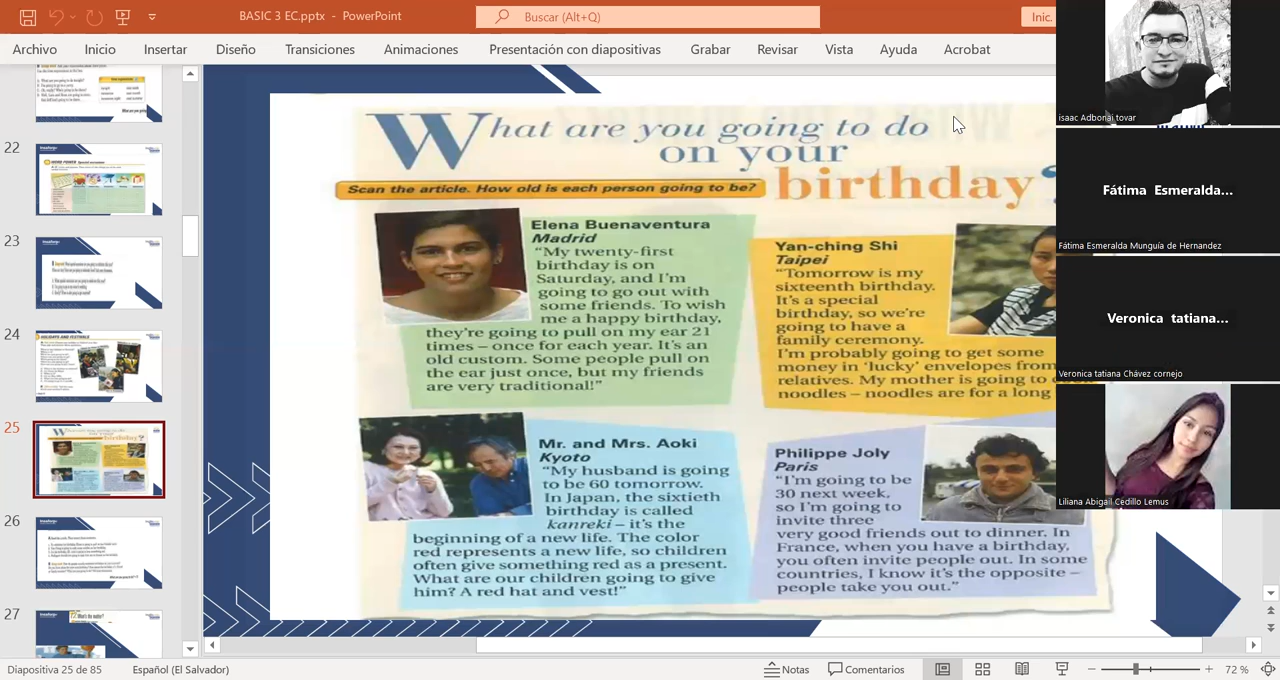 BASIC 3 EC.pptx - PowerPoint
Buscar (Alt+Q)
Inic.
Archivo Inicio Insertar Diseño Transiciones Animaciones Presentación con diapositivas Grabar Revisar Vista Ayuda Acrobat
22
23
24
25
26
27
What are you going to do
on your
birthday?
Scan the article. How old is each person going to be?
Elena Buenaventura
Madrid
“My twenty-first
birthday is on
Saturday, and I'm
going to go out with
some friends. To wish
me a happy birthday,
they're going to pull on my ear 21
times – once for each year. It's an
old custom. Some people pull on
the ear just once, but my friends
are very traditional!”
Yan-ching Shi
Taipei
“Tomorrow is my
sixteenth birthday.
It's a special
birthday, so we're
going to have a
family ceremony.
I'm probably going to get some
money in 'lucky' envelopes from
relatives. My mother is going to
noodles – noodles are for a long
Mr. and Mrs. Aoki
Kyoto
“My husband is going
to be 60 tomorrow.
In Japan, the sixtieth
birthday is called
kanreki – it's the
beginning of a new life. The color
red represents a new life, so children
often give something red as a present.
What are our children going to give
him? A red hat and vest!”
Philippe Joly
Paris
“I'm going to be
30 next week,
so I'm going to
invite three
very good friends out to dinner. In
France, when you have a birthday,
you often invite people out. In some
countries, I know it's the opposite –
people take you out.”
isaac Adbonai tovar
Fátima Esmeralda...
Fátima Esmeralda Munguía de Hernandez
Veronica tatiana...
Veronica tatiana Chávez cornejo
Liliana Abigail Cedillo Lemus
Diapositiva 25 de 85
Español (El Salvador)
Notas
Comentarios
72 %